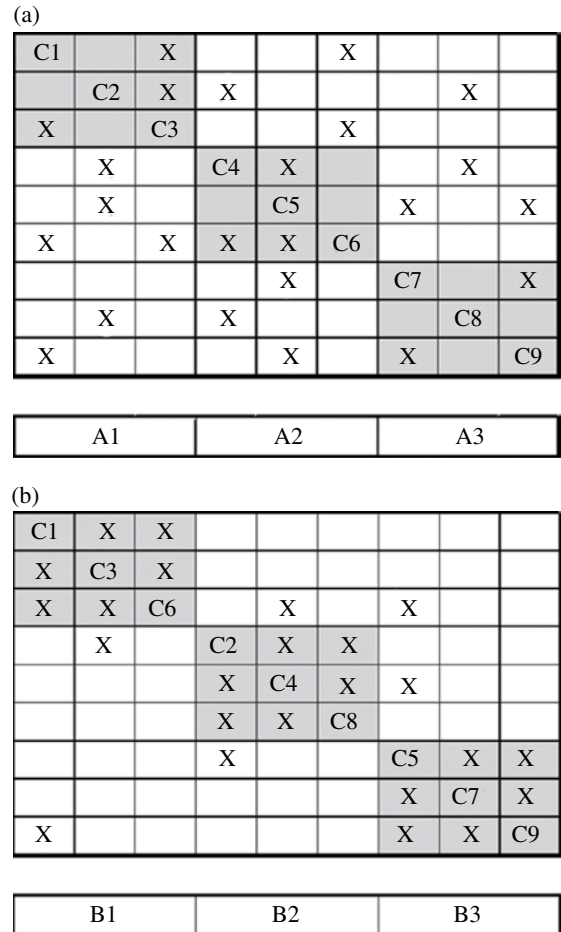 (a)
C1 X X
C2 X X X
X C3 X
X C4 X X
X C5 X X
X X X X C6
X C7 X
X X C8
X X X C9
A1 A2 A3
(b)
C1 X X
X C3 X
X X C6 X X
X C2 X X
X C4 X X
X X C8
X C5 X X
X C7 X
X X X C9
B1 B2 B3